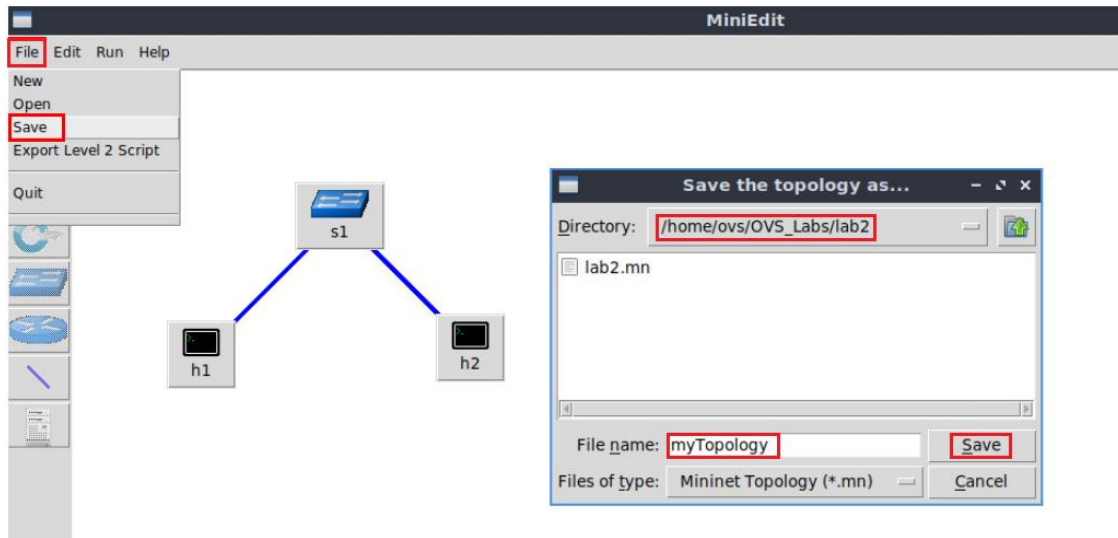 MiniEdit
File Edit Run Help
New
Open
Save
Export Level 2 Script
Quit
s1
h1
h2
Save the topology as...
Directory: /home/ovs/OVS_Labs/lab2
lab2.mn
File name: myTopology Save
Files of type: Mininet Topology (*.mn) Cancel